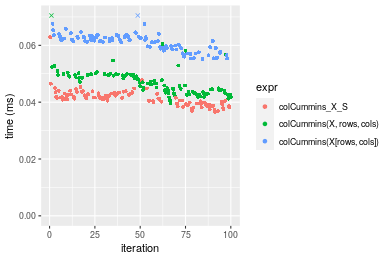 0.06
0.04
0.02
0.00
time (ms)
0 25 50 75 100
iteration
expr
colCummins_X_S
colCummins(X, rows, cols)
colCummins(X[rows, cols])